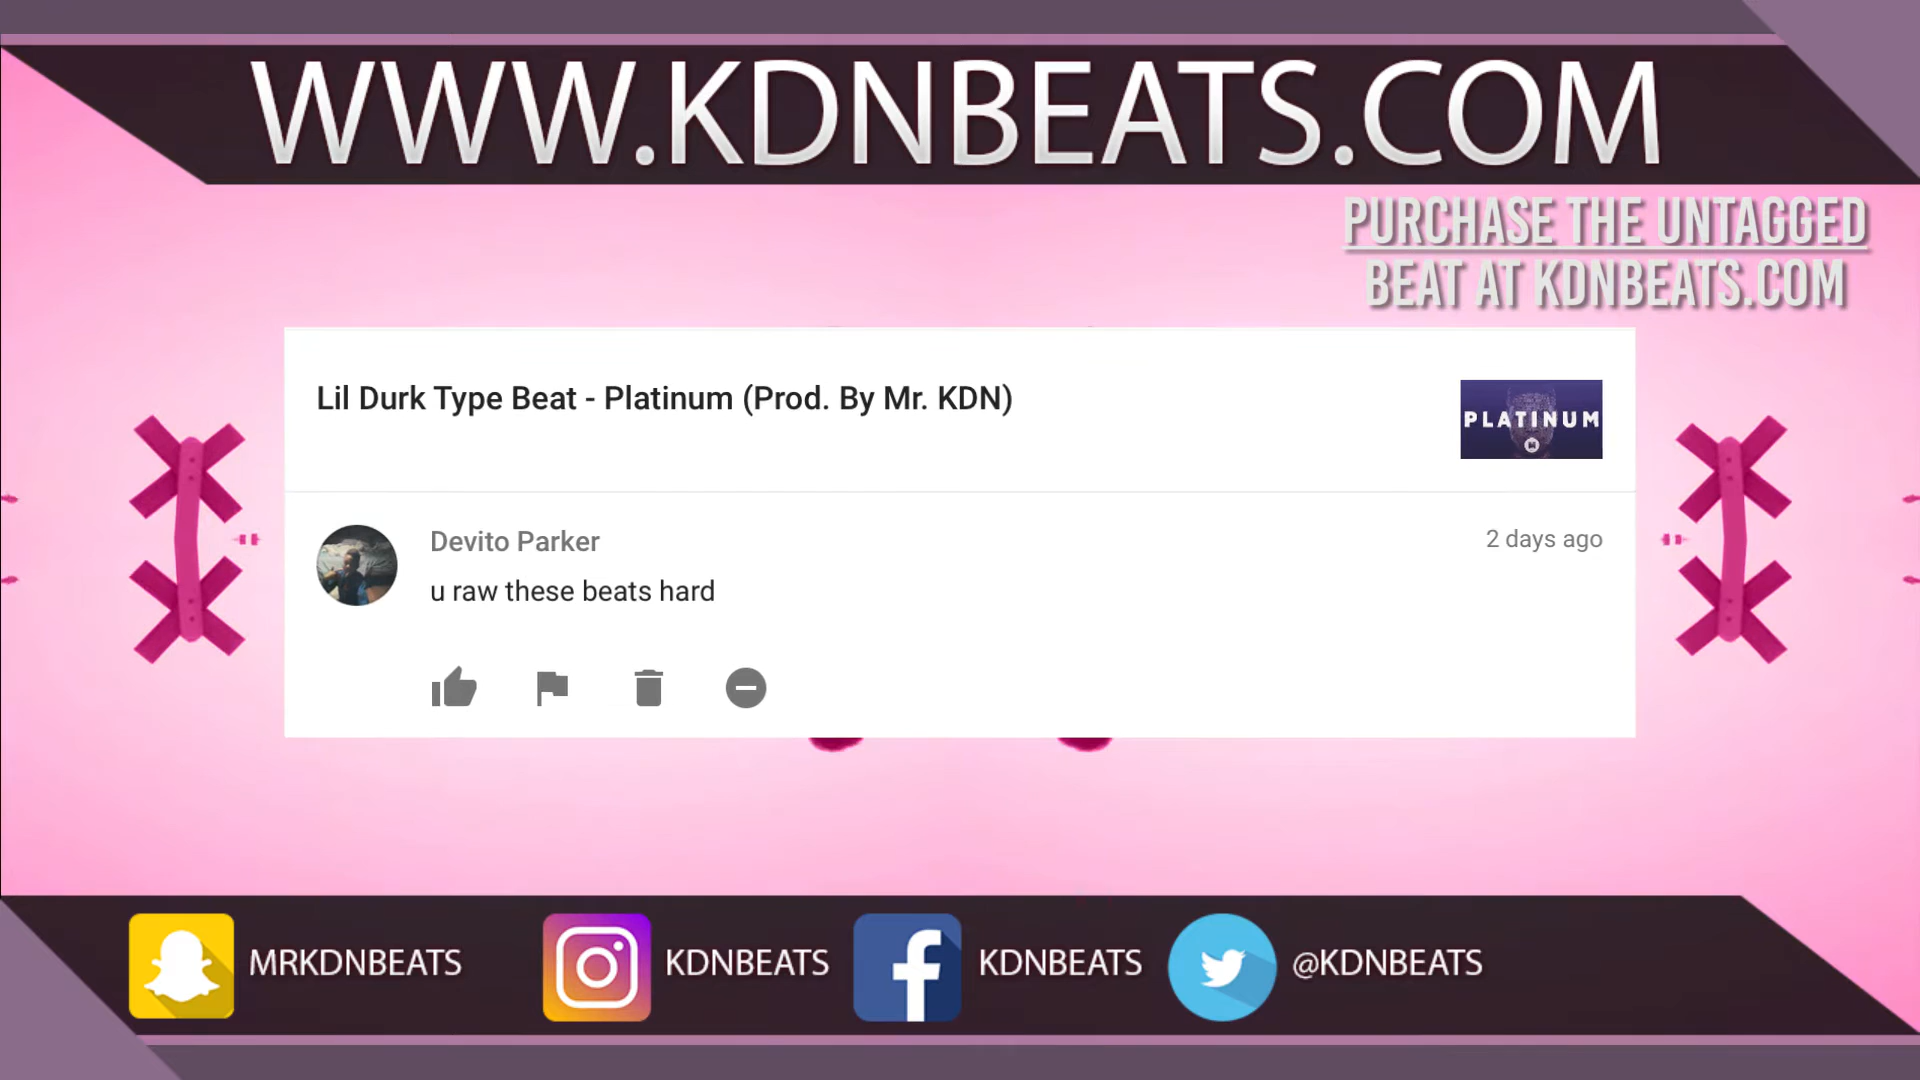 WWW.KDNBEATS.COM
PURCHASE THE UNTAGGED
BEAT AT KDNBEATS.COM
Lil Durk Type Beat - Platinum (Prod. By Mr. KDN)
PLATINUM
Devito Parker
2 days ago
u raw these beats hard
MRKDNBEATS
KDNBEATS
KDNBEATS
@KDNBEATS